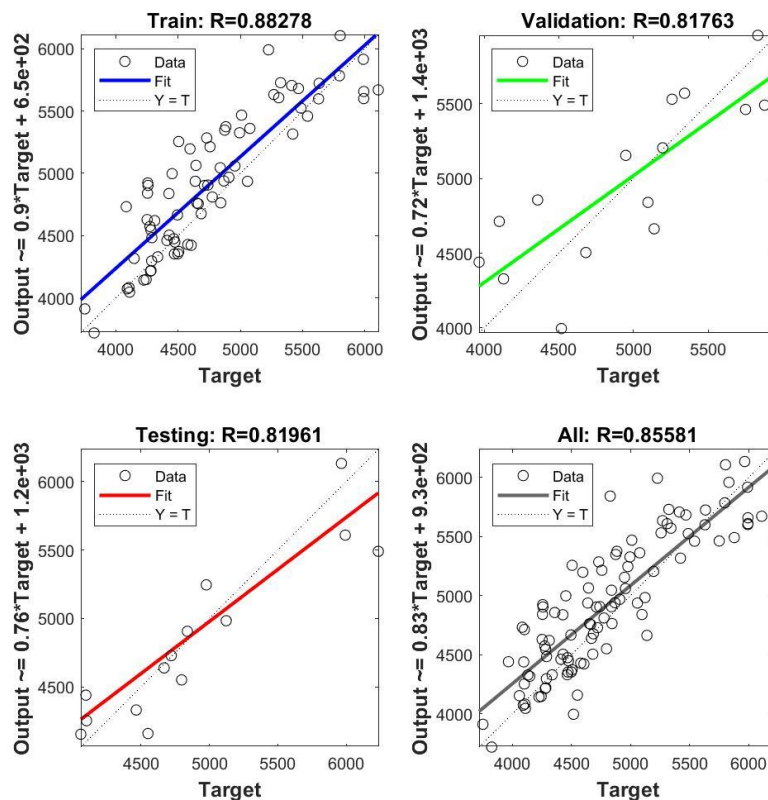 Train: R=0.88278
Output ~= 0.9*Target + 6.5e+02
6000
5500
5000
4500
4000
Data
Fit
Y = T
4000 4500 5000 5500 6000
Target
Validation: R=0.81763
Output ~= 0.72*Target + 1.4e+03
5500
5000
4500
4000
Data
Fit
Y = T
4000 4500 5000 5500
Target
Testing: R=0.81961
Output ~= 0.76*Target + 1.2e+03
6000
5500
5000
4500
Data
Fit
Y = T
4500 5000 5500 6000
Target
All: R=0.85581
Output ~= 0.83*Target + 9.3e+02
6000
5500
5000
4500
4000
Data
Fit
Y = T
4000 4500 5000 5500 6000
Target